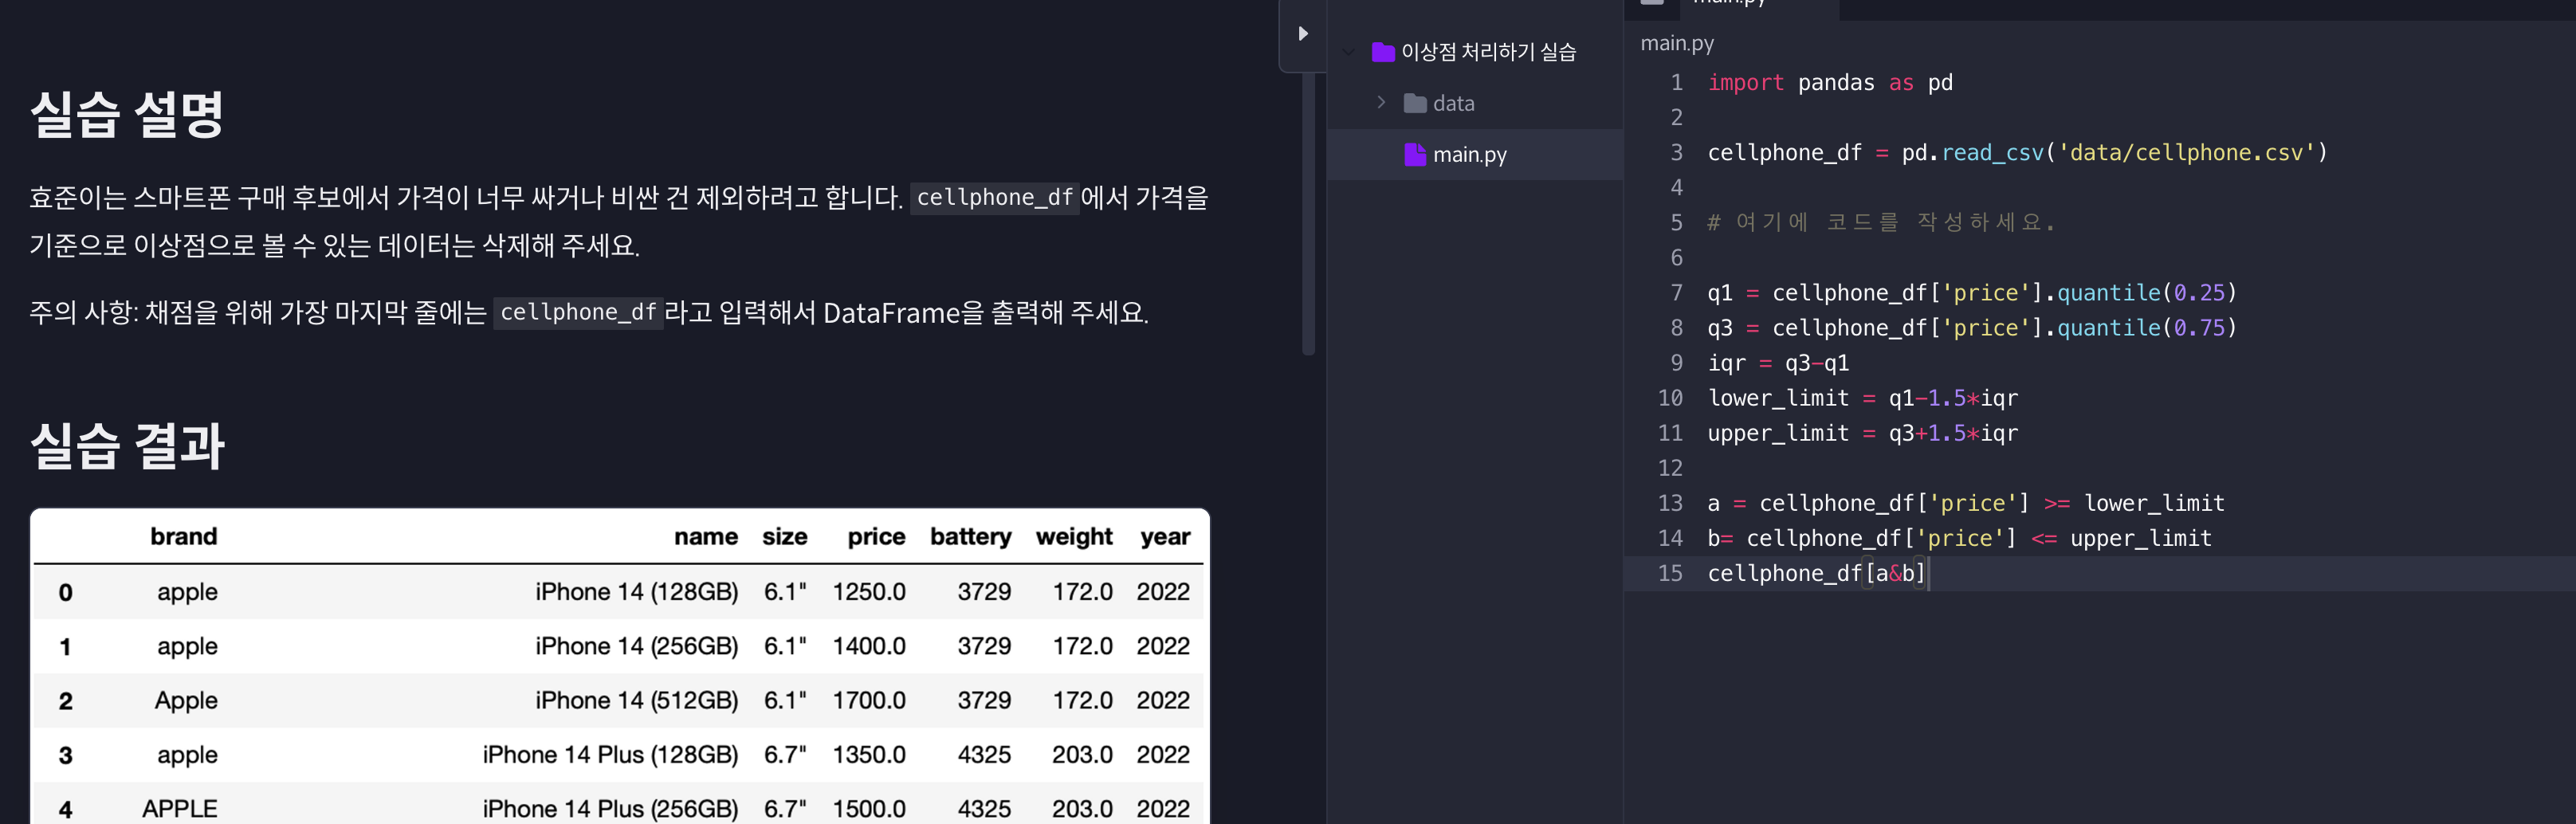 실습 설명
효준이는 스마트폰 구매 후보에서 가격이 너무 싸거나 비싼 건 제외하려고 합니다. cellphone_df에서 가격을
기준으로 이상점으로 볼 수 있는 데이터는 삭제해 주세요.
주의 사항: 채점을 위해 가장 마지막 줄에는 cellphone_df라고 입력해서 DataFrame을 출력해 주세요.
실습 결과
brand name size price battery weight year
0 apple iPhone 14 (128GB) 6.1" 1250.0 3729 172.0 2022
1 apple iPhone 14 (256GB) 6.1" 1400.0 3729 172.0 2022
2 Apple iPhone 14 (512GB) 6.1" 1700.0 3729 172.0 2022
3 apple iPhone 14 Plus (128GB) 6.7" 1350.0 4325 203.0 2022
4 APPLE iPhone 14 Plus (256GB) 6.7" 1500.0 4325 203.0 2022
이상점 처리하기 실습
data
main.py
main.py
main.py
1 import pandas as pd
2
3 cellphone_df = pd.read_csv('data/cellphone.csv')
4
5 # 여기에 코드를 작성하세요.
6
7 q1 = cellphone_df['price'].quantile(0.25)
8 q3 = cellphone_df['price'].quantile(0.75)
9 iqr = q3-q1
10 lower_limit = q1-1.5*iqr
11 upper_limit = q3+1.5*iqr
12
13 a = cellphone_df['price'] >= lower_limit
14 b= cellphone_df['price'] <= upper_limit
15 cellphone_df[a&b]